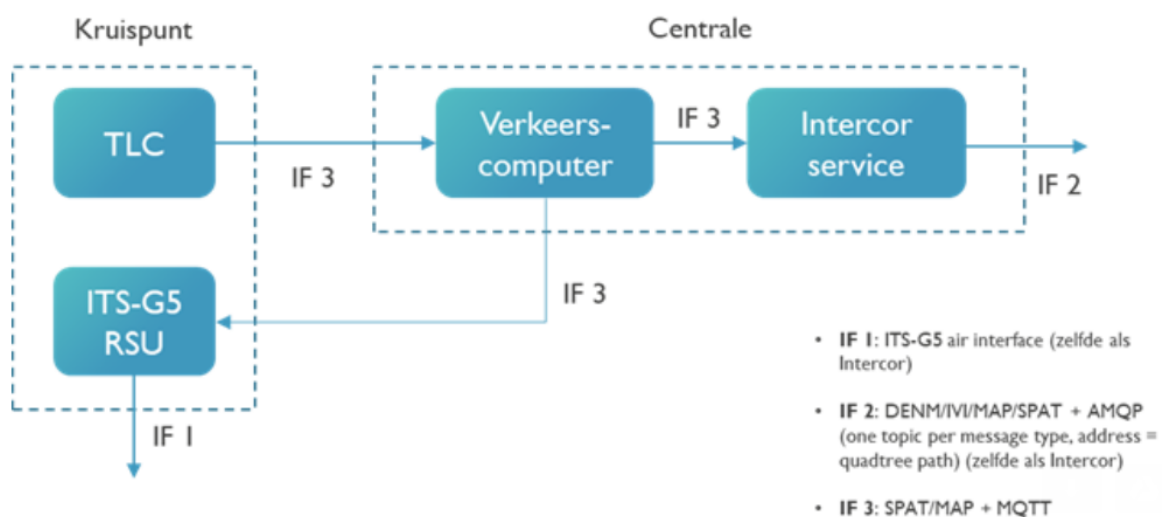 Kruispunt
Centrale
TLC
IF 3
Verkeers-
computer
IF 3
Intercor
service
IF 2
IF 3
ITS-G5
RSU
IF 1
• IF 1: ITS-G5 air interface (zelfde als
Intercor)
• IF 2: DENM/IVI/MAP/SPAT + AMQP
(one topic per message type, address =
quadtree path) (zelfde als Intercor)
• IF 3: SPAT/MAP + MQTT